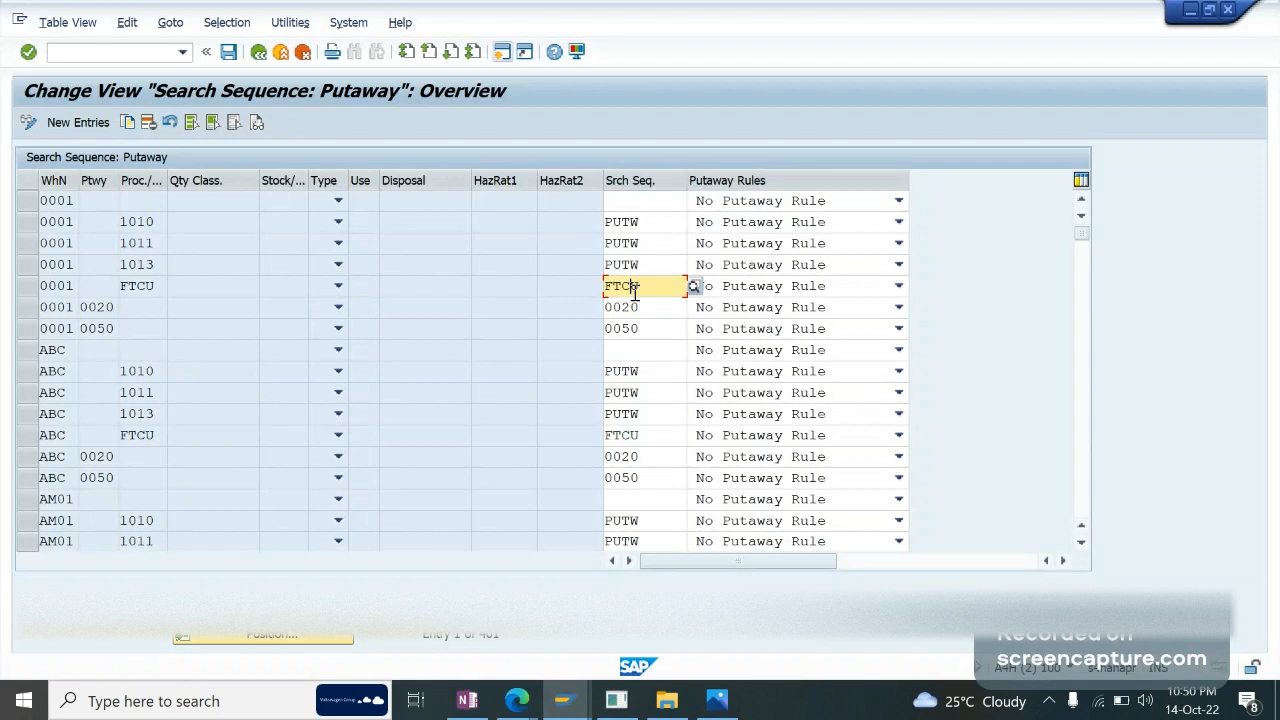 Table View Edit Goto Selection Utilities System Help
Change View "Search Sequence: Putaway": Overview
New Entries
Search Sequence: Putaway
WhN Ptwy Proc./... Qty Class. Stock/... Type Use Disposal HazRat1 HazRat2 Srch Seq. Putaway Rules
0001 No Putaway Rule
0001 1010 PUTW No Putaway Rule
0001 1011 PUTW No Putaway Rule
0001 1013 PUTW No Putaway Rule
0001 FTCU FTCU o Putaway Rule
0001 0020 0020 No Putaway Rule
0001 0050 0050 No Putaway Rule
ABC No Putaway Rule
ABC 1010 PUTW No Putaway Rule
ABC 1011 PUTW No Putaway Rule
ABC 1013 PUTW No Putaway Rule
ABC FTCU FTCU No Putaway Rule
ABC 0020 0020 No Putaway Rule
ABC 0050 0050 No Putaway Rule
AM01 No Putaway Rule
AM01 1010 PUTW No Putaway Rule
AM01 1011 PUTW No Putaway Rule
Position... Entry 1 of 401
Recorded on
screencapture.com
SAP
INS
Type here to search
25°C Cloudy
10:50 PM
14-Oct-22
8